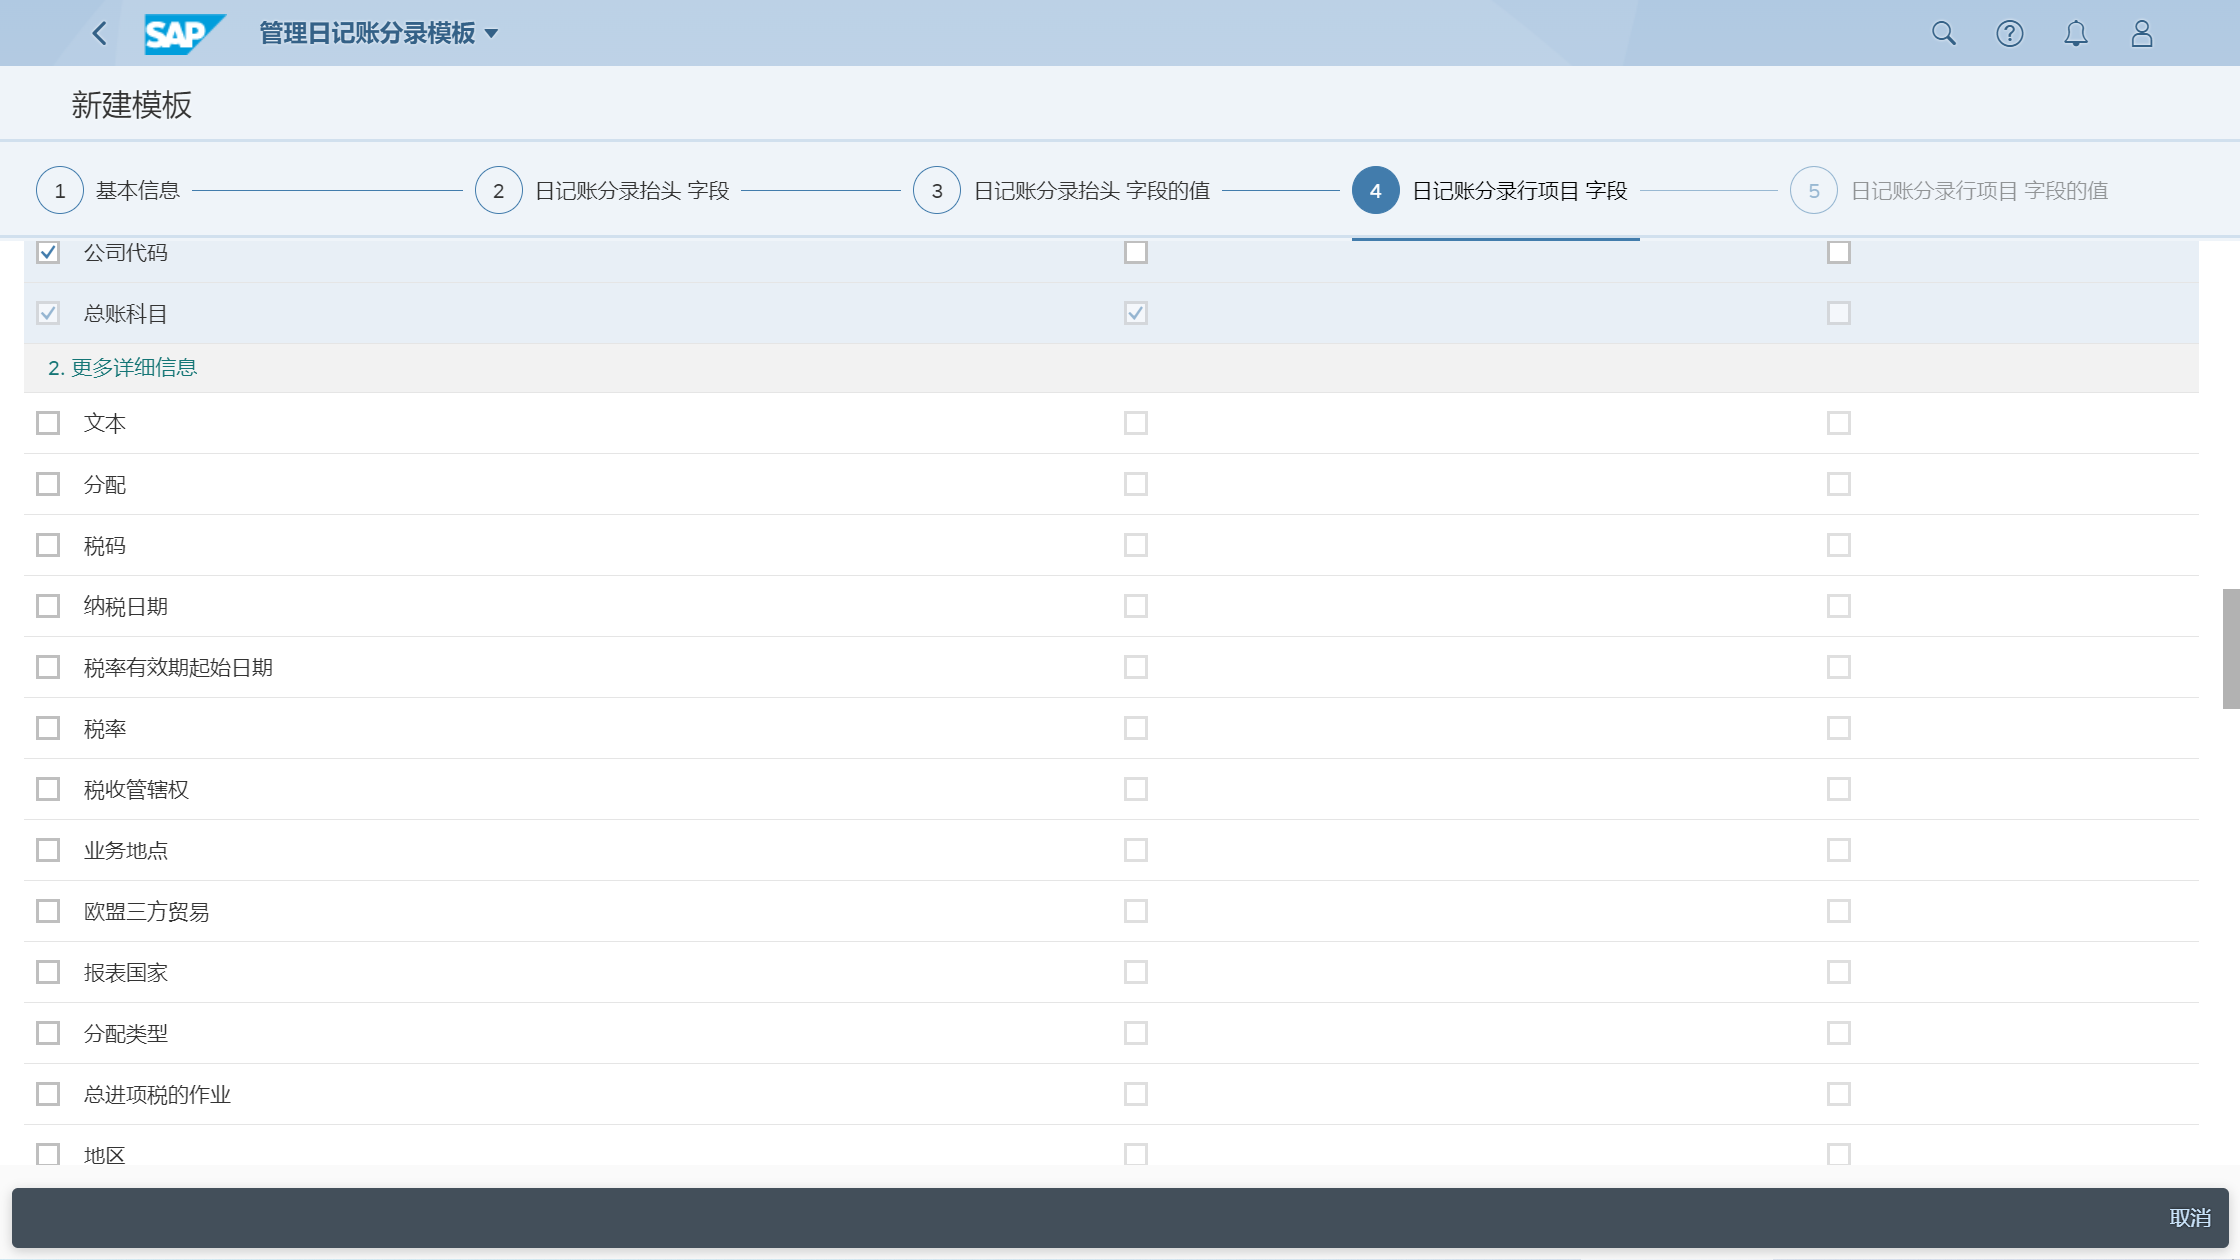 SAP 管理日记账分录模板
新建模板
1 基本信息 2 日记账分录抬头 字段 3 日记账分录抬头 字段的值 4 日记账分录行项目 字段 5 日记账分录行项目 字段的值
公司代码
总账科目
2. 更多详细信息
文本
分配
税码
纳税日期
税率有效期起始日期
税率
税收管辖权
业务地点
欧盟三方贸易
报表国家
分配类型
总进项税的作业
地区
取消